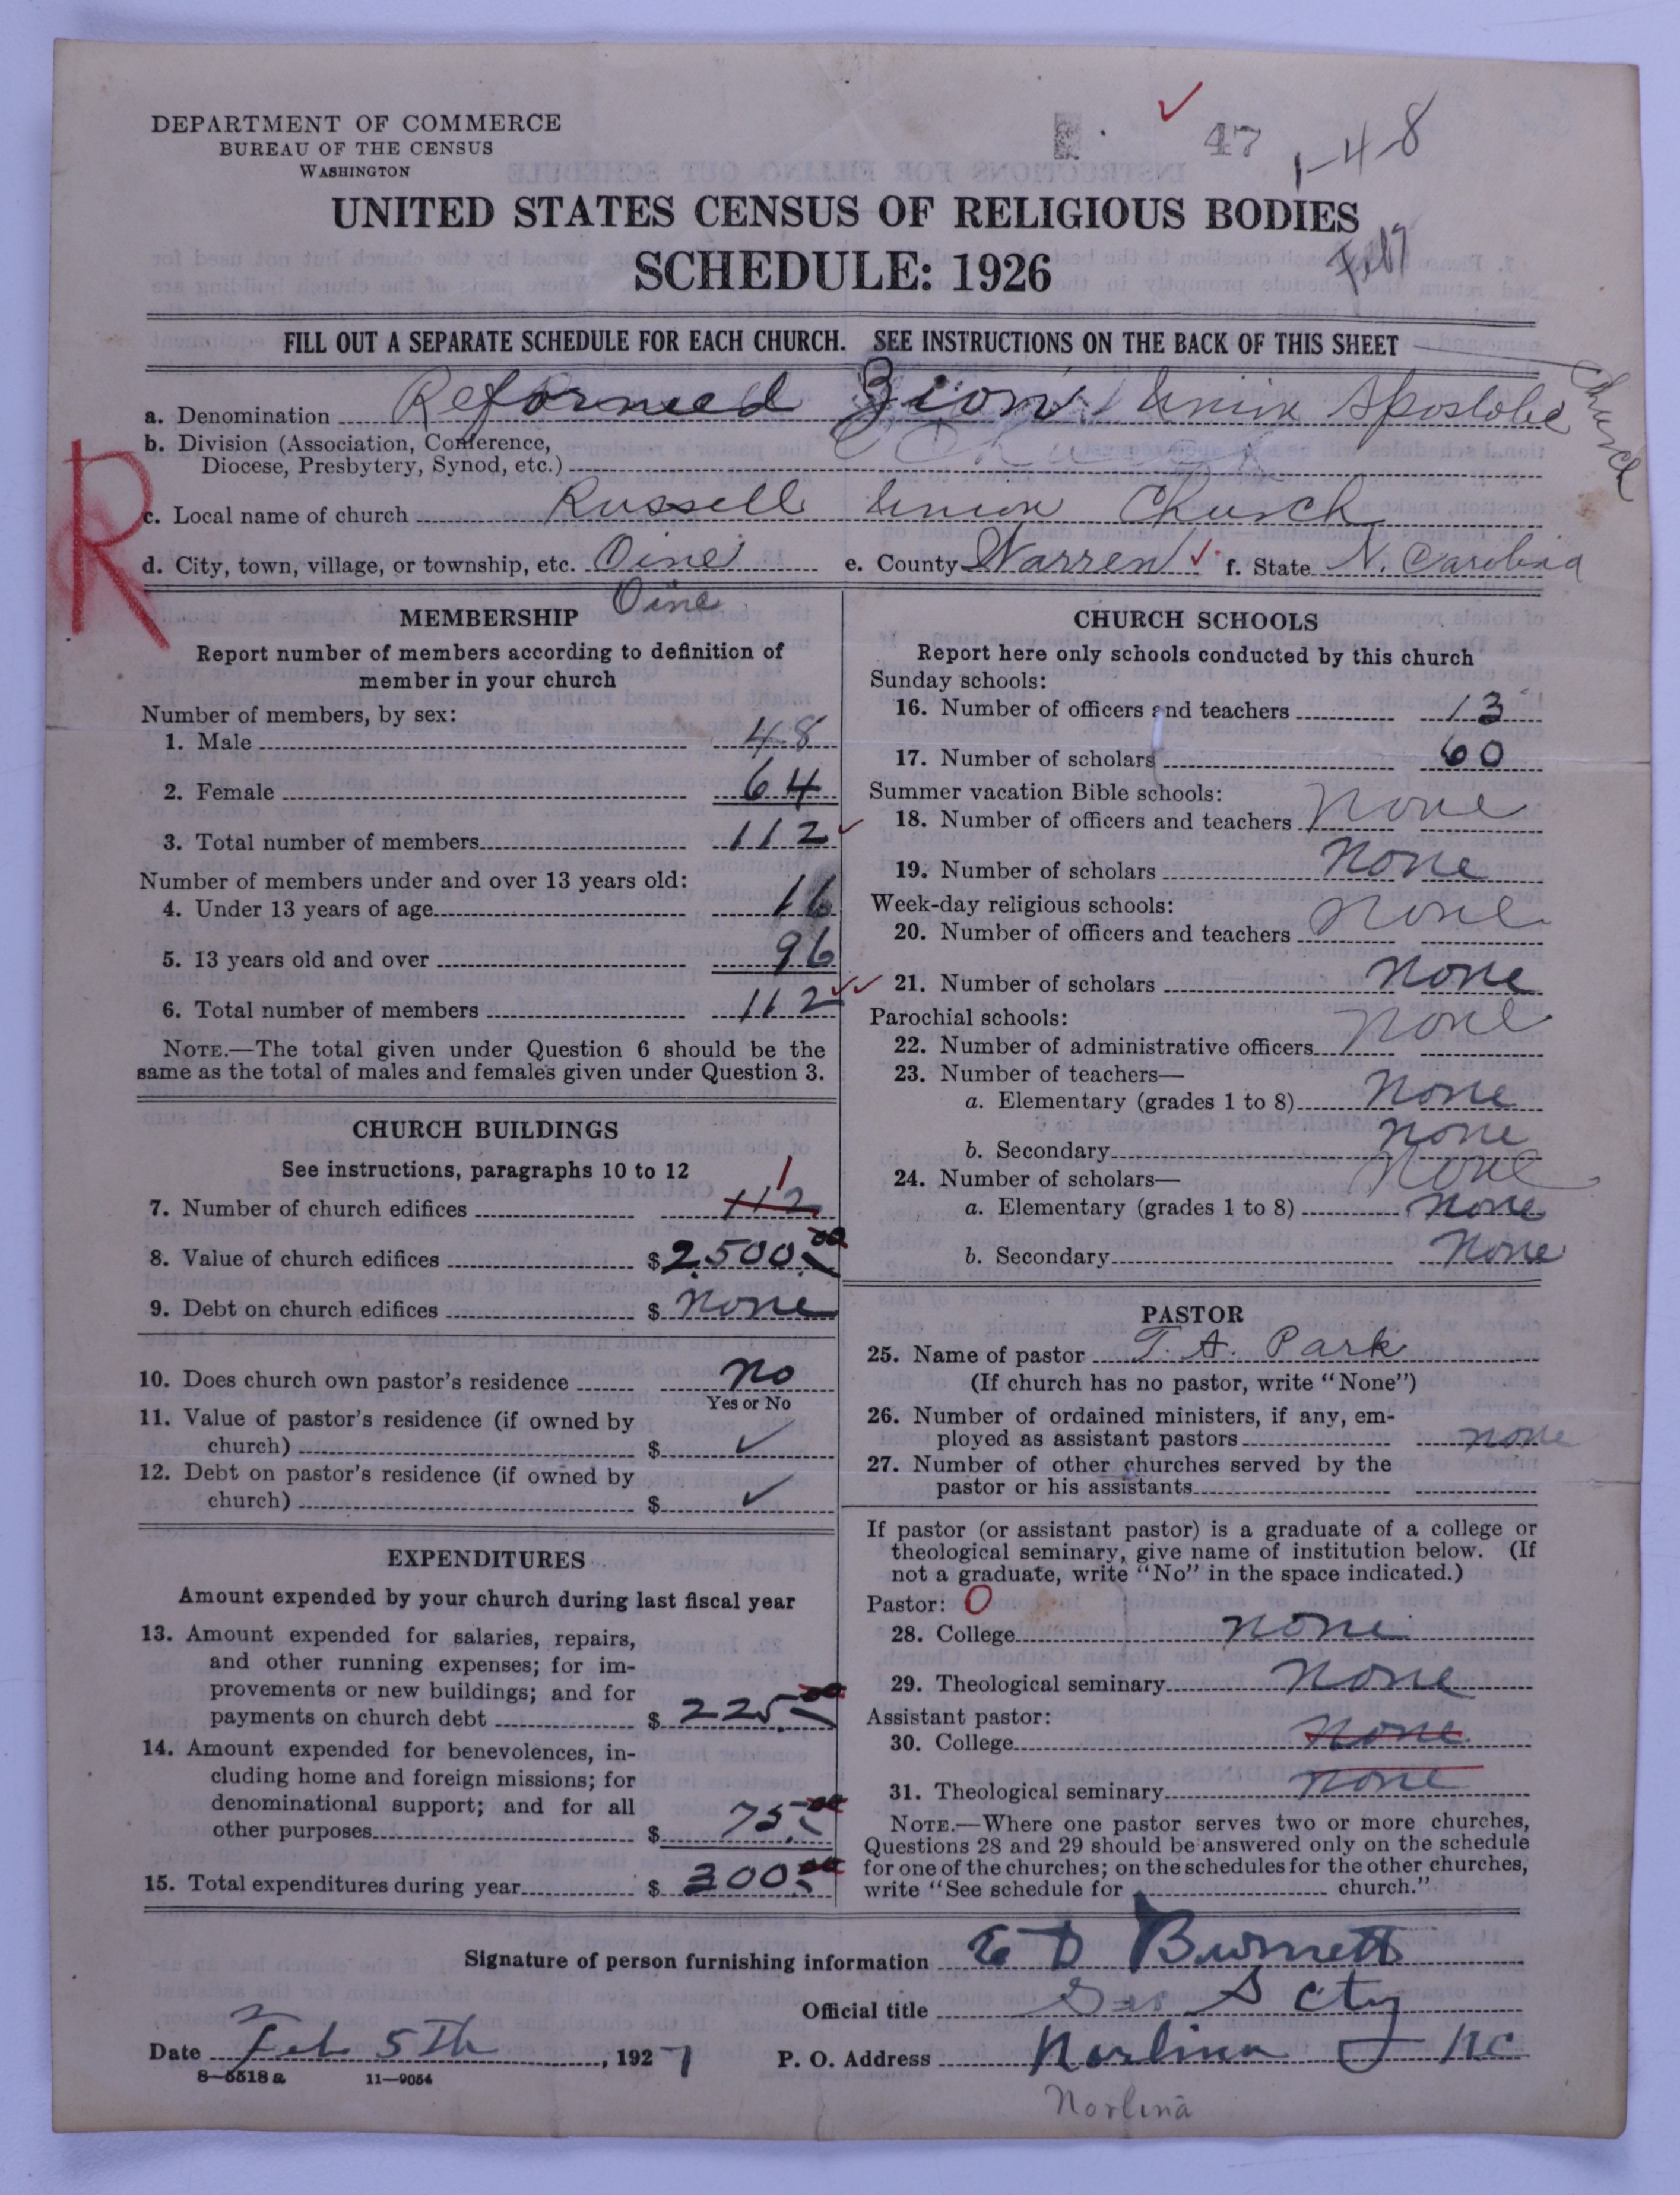 DEPARTMENT OF COMMERCE
BUREAU OF THE CENSUS
WASHINGTON
47
1-4-8
UNITED STATES CENSUS OF RELIGIOUS BODIES
SCHEDULE: 1926
FILL OUT A SEPARATE SCHEDULE FOR EACH CHURCH. SEE INSTRUCTIONS ON THE BACK OF THIS SHEET
a. Denomination Reformed Zion Union Apostolic Church
b. Division (Association, Conference,
Diocese, Presbytery, Synod, etc.)
R
c. Local name of church Russell Union Church
d. City, town, village, or township, etc. Oine e. County Warren ✓ f. State N. Carolina
Oine
MEMBERSHIP
Report number of members according to definition of
member in your church
Number of members, by sex:
1. Male 48
2. Female 64
3. Total number of members 112 ✓
Number of members under and over 13 years old:
4. Under 13 years of age 16
5. 13 years old and over 96
6. Total number of members 112 ✓✓
NOTE.—The total given under Question 6 should be the
same as the total of males and females given under Question 3.
CHURCH BUILDINGS
See instructions, paragraphs 10 to 12
7. Number of church edifices 112 1
8. Value of church edifices $2500.00
9. Debt on church edifices $ none
10. Does church own pastor's residence no
Yes or No
11. Value of pastor's residence (if owned by
church) $ ✓
12. Debt on pastor's residence (if owned by
church) $ ✓
EXPENDITURES
Amount expended by your church during last fiscal year
13. Amount expended for salaries, repairs,
and other running expenses; for im-
provements or new buildings; and for
payments on church debt $ 225.00
14. Amount expended for benevolences, in-
cluding home and foreign missions; for
denominational support; and for all
other purposes $ 75.00
15. Total expenditures during year $ 300.00
CHURCH SCHOOLS
Report here only schools conducted by this church
Sunday schools:
16. Number of officers and teachers 13
17. Number of scholars 60
Summer vacation Bible schools:
18. Number of officers and teachers none
19. Number of scholars none
Week-day religious schools:
20. Number of officers and teachers none
21. Number of scholars none
Parochial schools:
22. Number of administrative officers none
23. Number of teachers—
a. Elementary (grades 1 to 8) none
b. Secondary none
24. Number of scholars— none
a. Elementary (grades 1 to 8) none
b. Secondary none
PASTOR
25. Name of pastor T. A. Park
(If church has no pastor, write "None")
26. Number of ordained ministers, if any, em-
ployed as assistant pastors none
27. Number of other churches served by the
pastor or his assistants
If pastor (or assistant pastor) is a graduate of a college or
theological seminary, give name of institution below. (If
not a graduate, write "No" in the space indicated.)
Pastor: 0
28. College none
29. Theological seminary none
Assistant pastor:
30. College none
31. Theological seminary none
NOTE.—Where one pastor serves two or more churches,
Questions 28 and 29 should be answered only on the schedule
for one of the churches; on the schedules for the other churches,
write "See schedule for church."
Signature of person furnishing information E D Burnett
Official title S cty
Date Feb 5th, 1927 P. O. Address Norlina NC
8—5518 a 11—9054
Norlina